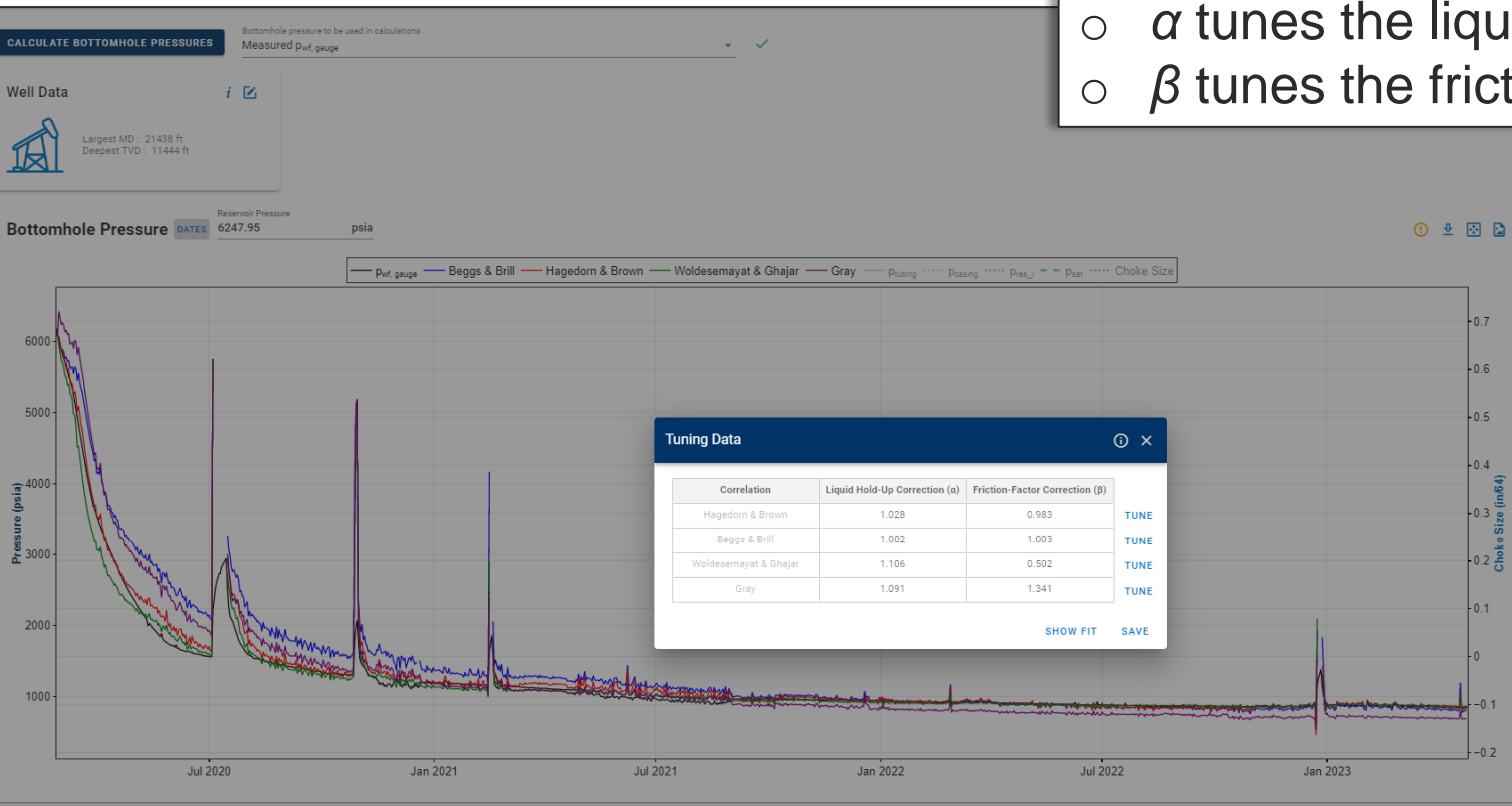 α tunes the liqu
β tunes the frict
CALCULATE BOTTOMHOLE PRESSURES
Bottomhole pressure to be used in calculations
Measured pwf, gauge
Well Data
Largest MD : 21438 ft
Deepest TVD : 11444 ft
Bottomhole Pressure DATES
Reservoir Pressure
6247.95 psia
pwf, gauge Beggs & Brill Hagedorn & Brown Woldesemayat & Ghajar Gray ptubing pcasing pres_i psat Choke Size
Pressure (psia)
6000
5000
4000
3000
2000
1000
Tuning Data
Correlation Liquid Hold-Up Correction (α) Friction-Factor Correction (β)
Hagedorn & Brown 1.028 0.983 TUNE
Beggs & Brill 1.002 1.003 TUNE
Woldesemayat & Ghajar 1.106 0.502 TUNE
Gray 1.091 1.341 TUNE
SHOW FIT SAVE
0.7
0.6
0.5
0.4
0.3
0.2
0.1
0
-0.1
-0.2
Choke Size (in/64)
Jul 2020 Jan 2021 Jul 2021 Jan 2022 Jul 2022 Jan 2023